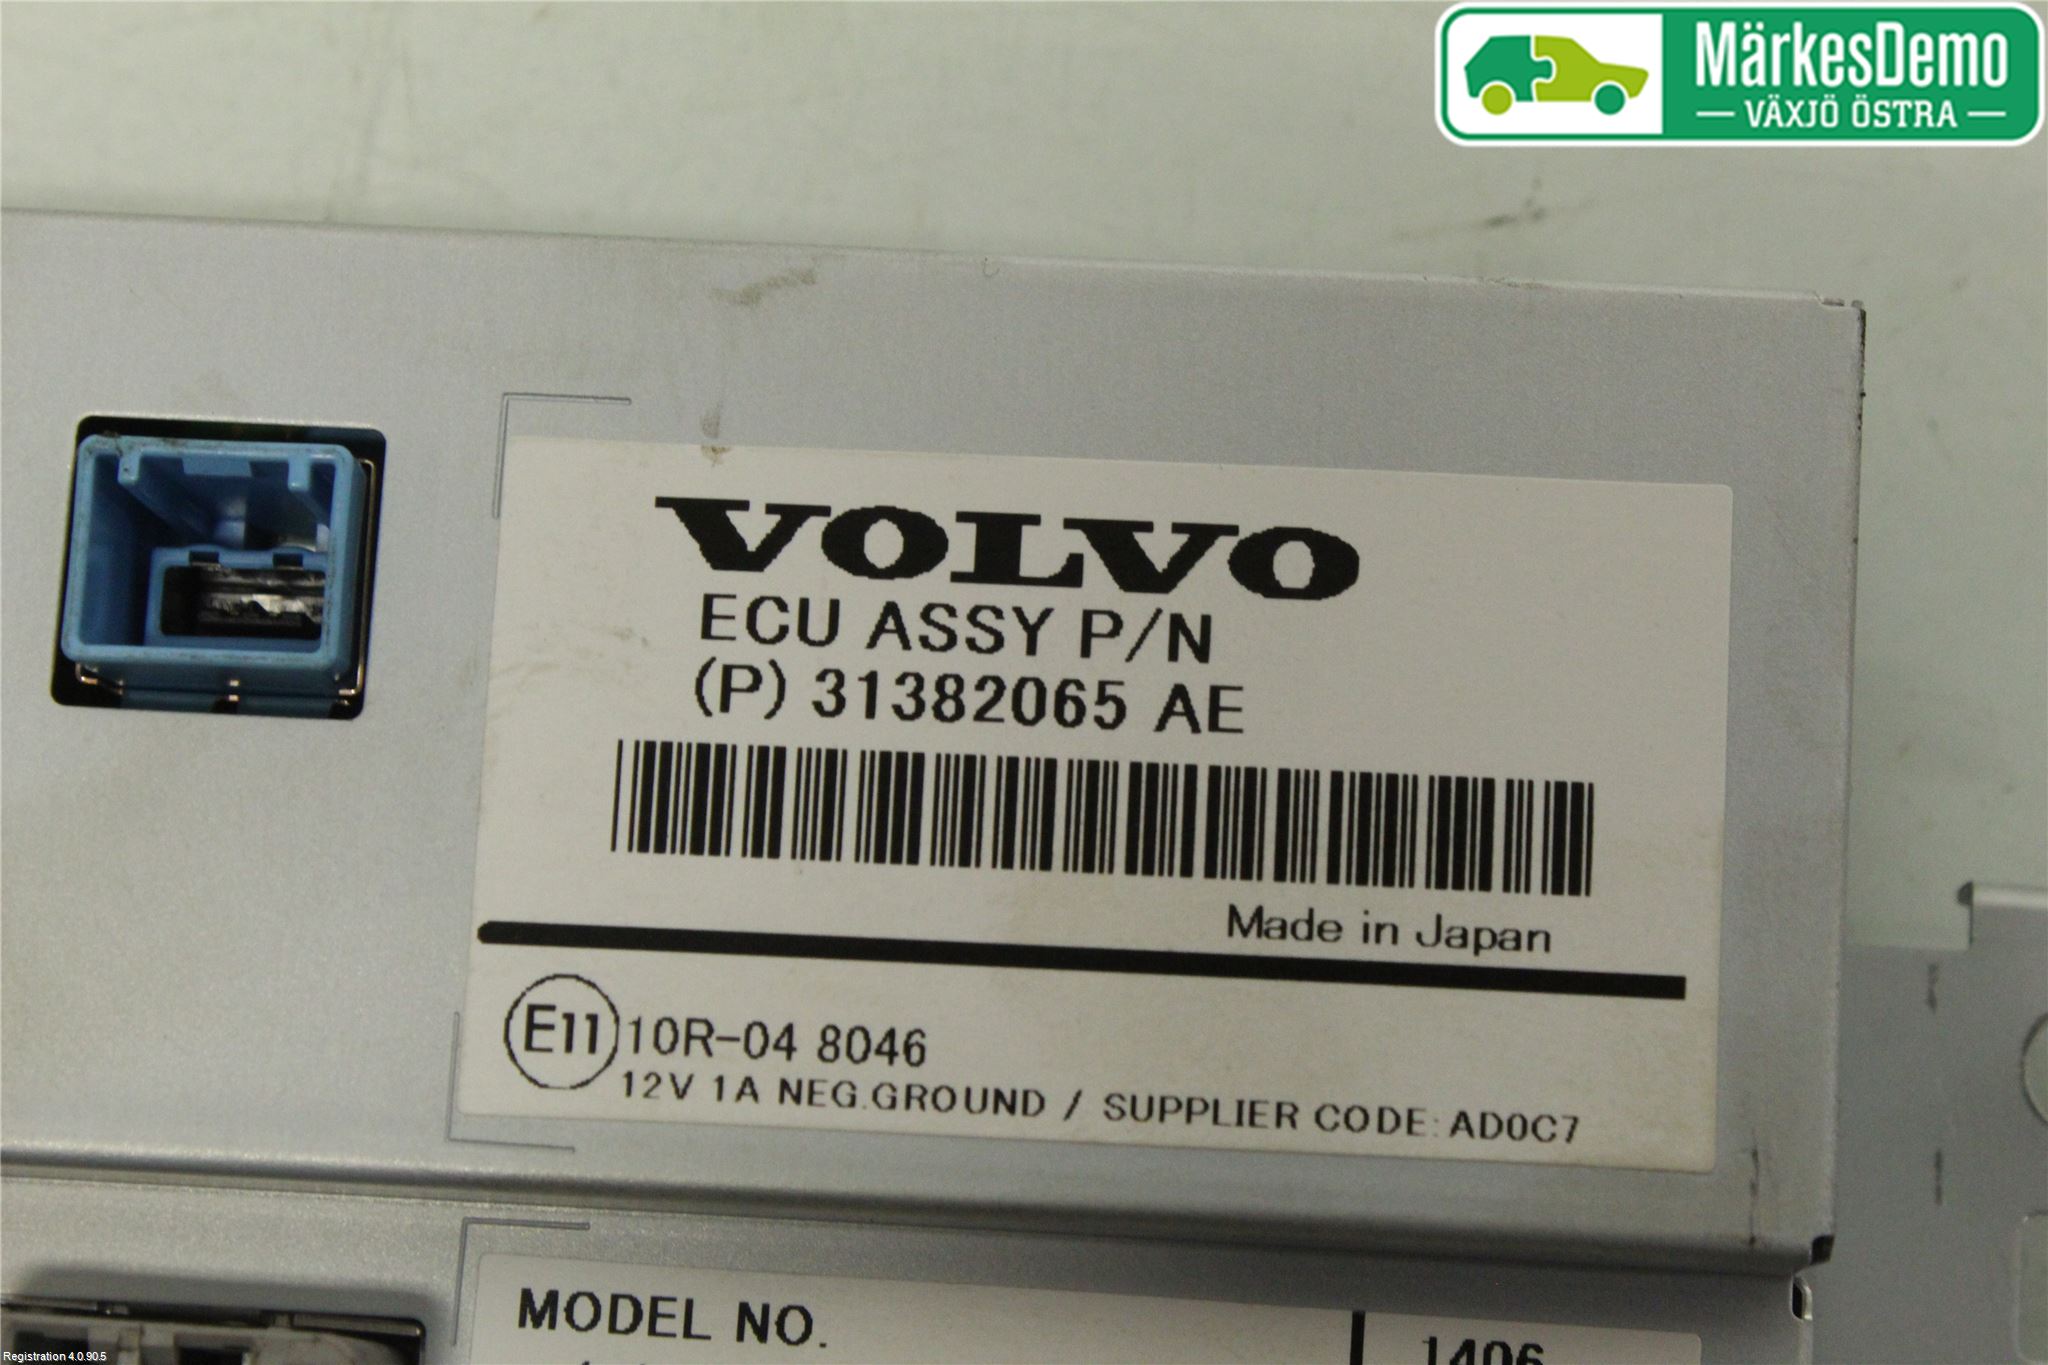 MärkesDemo
VÄXJÖ ÖSTRA
VOLVO
ECU ASSY P/N
(P) 31382065 AE
Made in Japan
E11 10R-04 8046
12V 1A NEG.GROUND / SUPPLIER CODE: AD0C7
MODEL NO.
1406
Registration 4.0.90.5